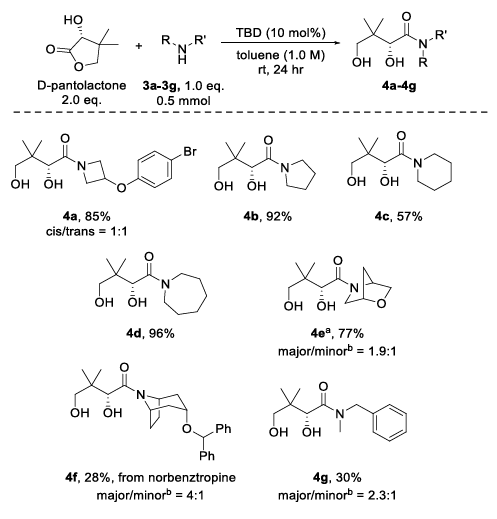 OH
O
O
D-pantolactone
2.0 eq.
+
R
N
H
R'
3a-3g, 1.0 eq.
0.5 mmol
TBD (10 mol%)
toluene (1.0 M)
rt, 24 hr
O
N
R'
R
OH
OH
4a-4g
O
N
OH
OH
O
Br
4a, 85%
cis/trans = 1:1
O
N
OH
OH
4b, 92%
O
N
OH
OH
4c, 57%
O
N
OH
OH
4d, 96%
O
N
OH
OH
O
4eᵃ, 77%
major/minorᵇ = 1.9:1
O
N
OH
OH
O
Ph
Ph
4f, 28%, from norbenztropine
major/minorᵇ = 4:1
O
N
OH
OH
4g, 30%
major/minorᵇ = 2.3:1